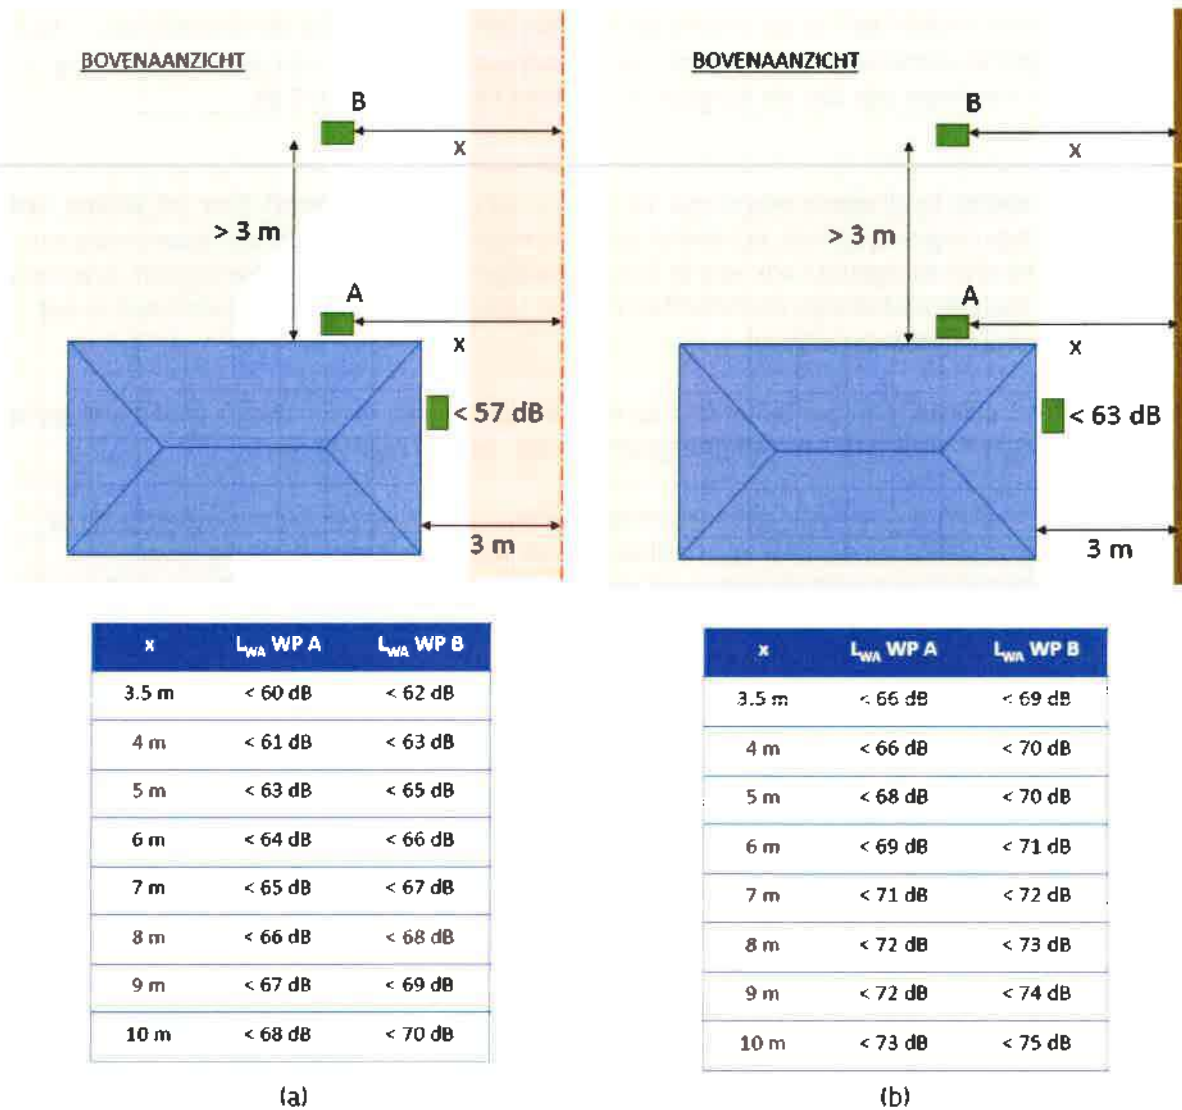 BOVENAANZICHT
B
x
> 3 m
A
x
< 57 dB
3 m
x LWA WP A LWA WP B
3.5 m < 60 dB < 62 dB
4 m < 61 dB < 63 dB
5 m < 63 dB < 65 dB
6 m < 64 dB < 66 dB
7 m < 65 dB < 67 dB
8 m < 66 dB < 68 dB
9 m < 67 dB < 69 dB
10 m < 68 dB < 70 dB
(a)
BOVENAANZICHT
B
x
> 3 m
A
x
< 63 dB
3 m
x LWA WP A LWA WP B
3.5 m < 66 dB < 69 dB
4 m < 66 dB < 70 dB
5 m < 68 dB < 70 dB
6 m < 69 dB < 71 dB
7 m < 71 dB < 72 dB
8 m < 72 dB < 73 dB
9 m < 72 dB < 74 dB
10 m < 73 dB < 75 dB
(b)